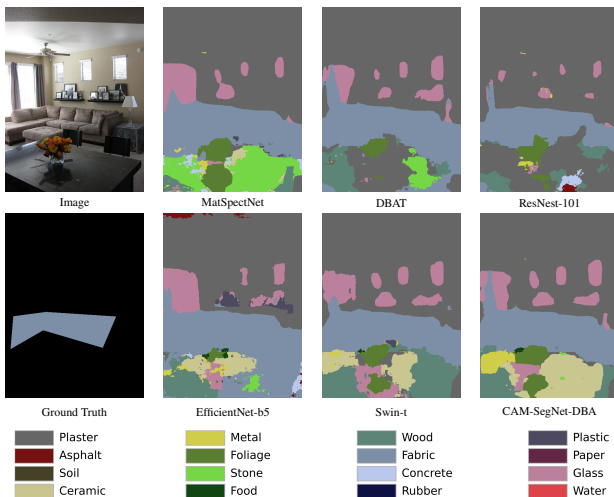 Image
MatSpectNet
DBAT
ResNest-101
Ground Truth
EfficientNet-b5
Swin-t
CAM-SegNet-DBA
Plaster
Metal
Wood
Plastic
Asphalt
Foliage
Fabric
Paper
Soil
Stone
Concrete
Glass
Ceramic
Food
Rubber
Water